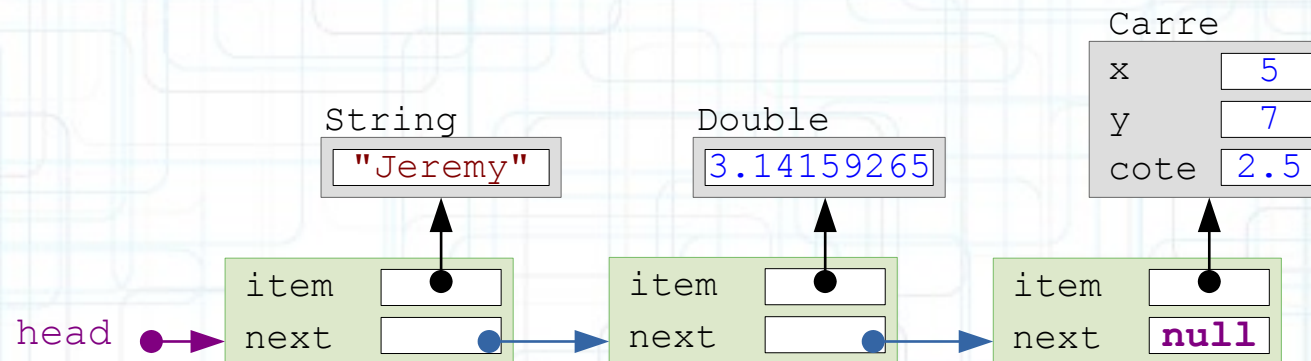 Carre
x 5
y 7
cote 2.5
String
"Jeremy"
Double
3.14159265
item
item
item
head
next
next
next null